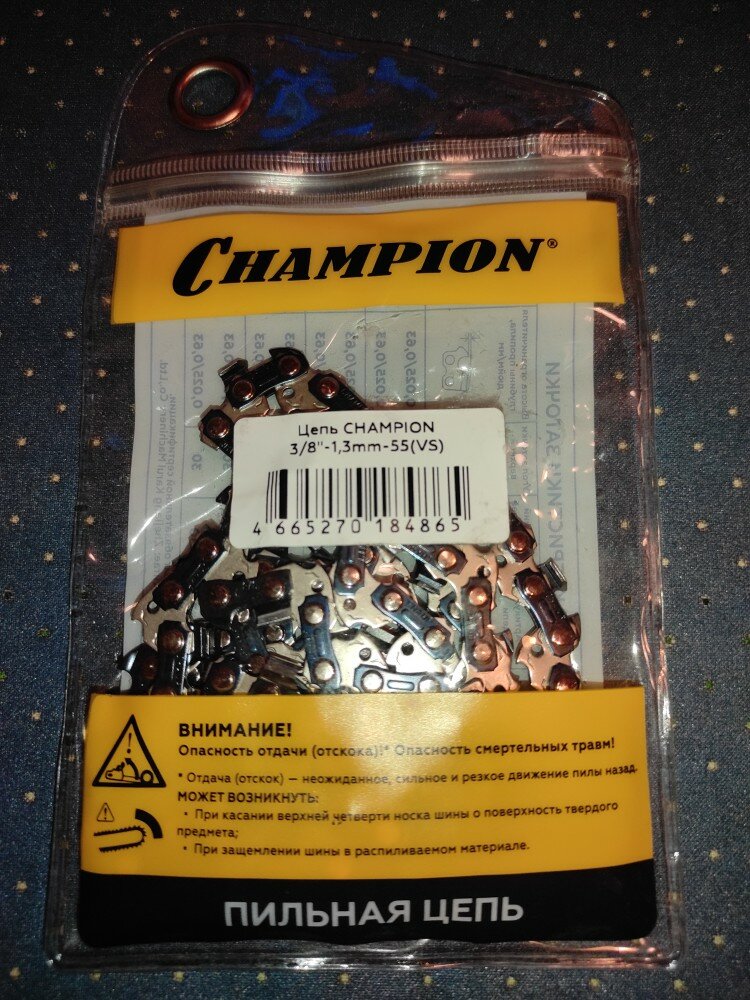 CHAMPION®
Цепь CHAMPION
3/8"-1,3mm-55(VS)
4 665270 184865
ВНИМАНИЕ!
Опасность отдачи (отскока)!* Опасность смертельных травм!
* Отдача (отскок) — неожиданное, сильное и резкое движение пилы назад.
МОЖЕТ ВОЗНИКНУТЬ:
• При касании верхней четверти носка шины о поверхность твердого
предмета;
• При защемлении шины в распиливаемом материале.
ПИЛЬНАЯ ЦЕПЬ